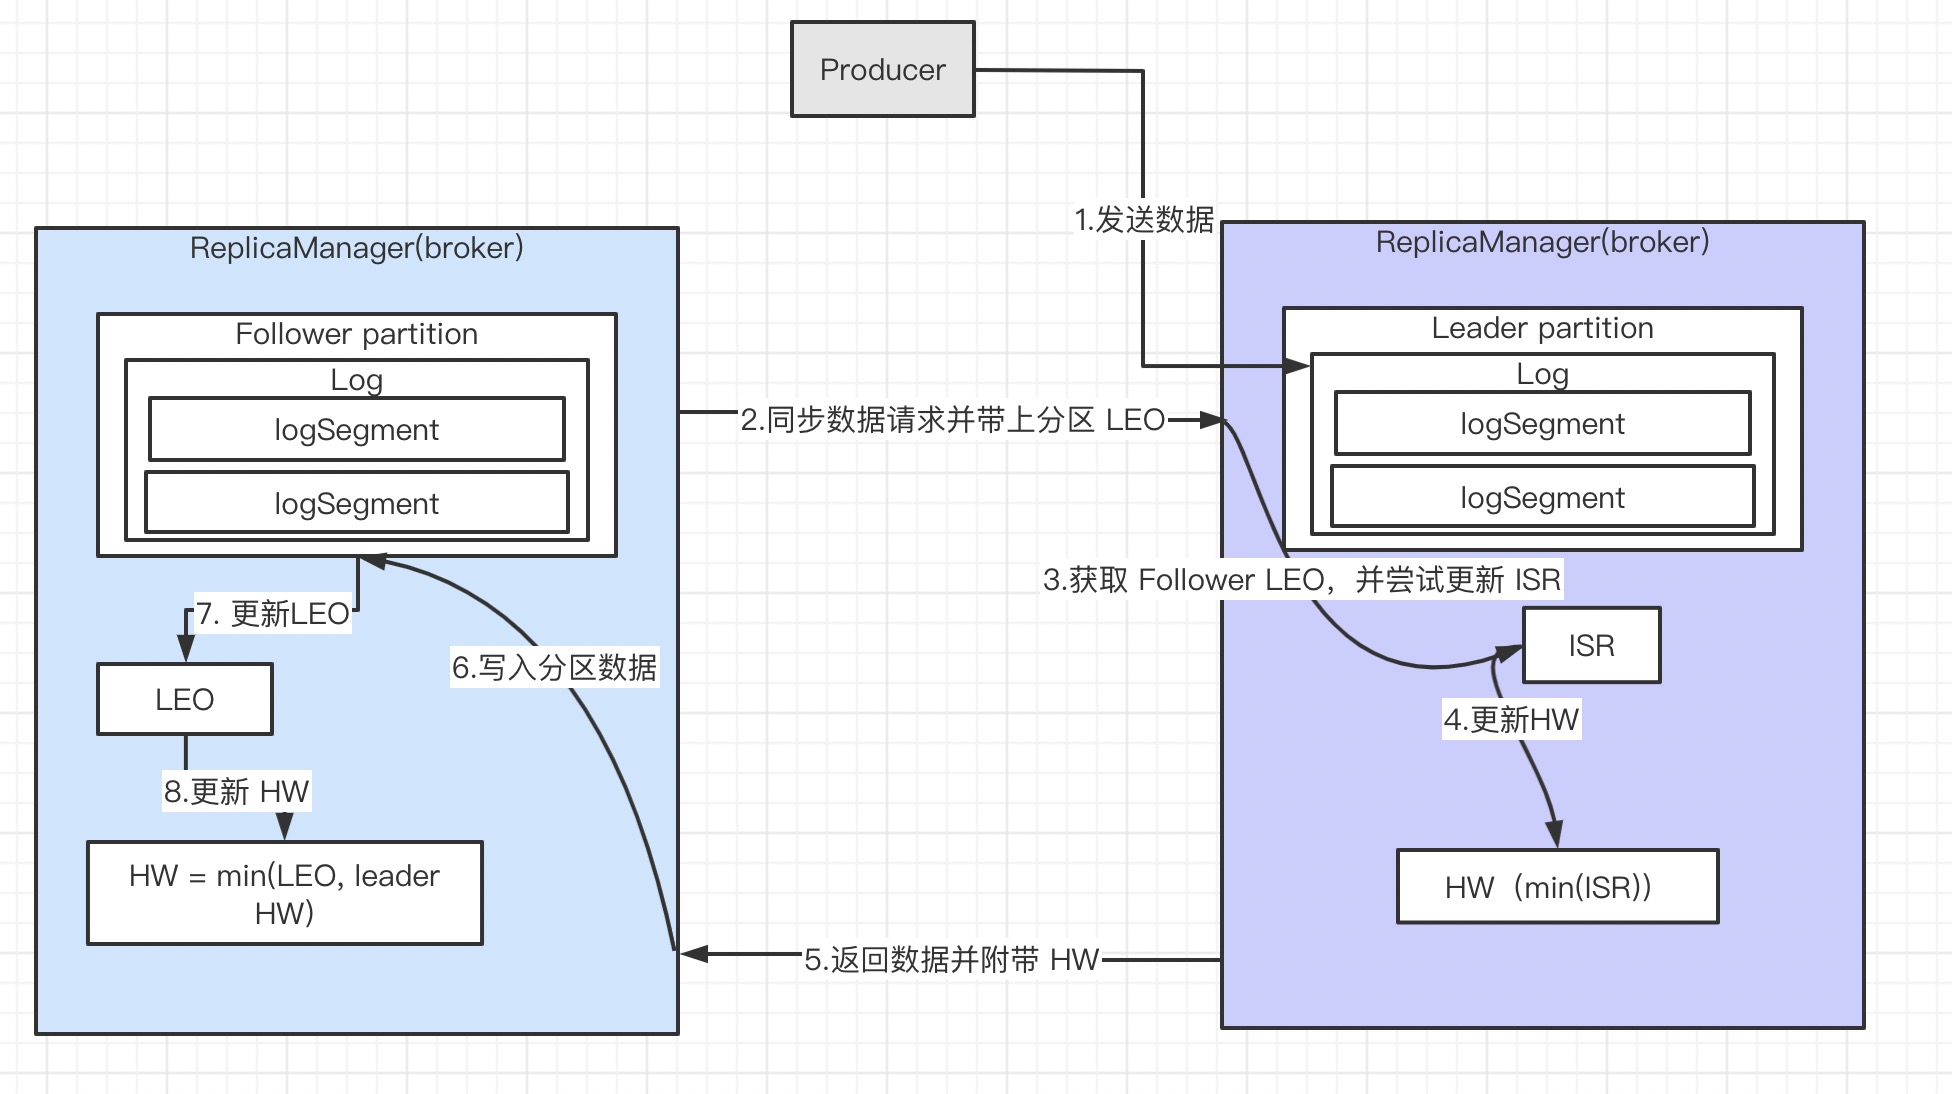 Producer
1.发送数据
ReplicaManager(broker)
Follower partition
Log
logSegment
logSegment
7. 更新LEO
LEO
8.更新 HW
HW = min(LEO, leader
HW)
6.写入分区数据
2.同步数据请求并带上分区 LEO
ReplicaManager(broker)
Leader partition
Log
logSegment
logSegment
3.获取 Follower LEO，并尝试更新 ISR
ISR
4.更新HW
HW（min(ISR)）
5.返回数据并附带 HW